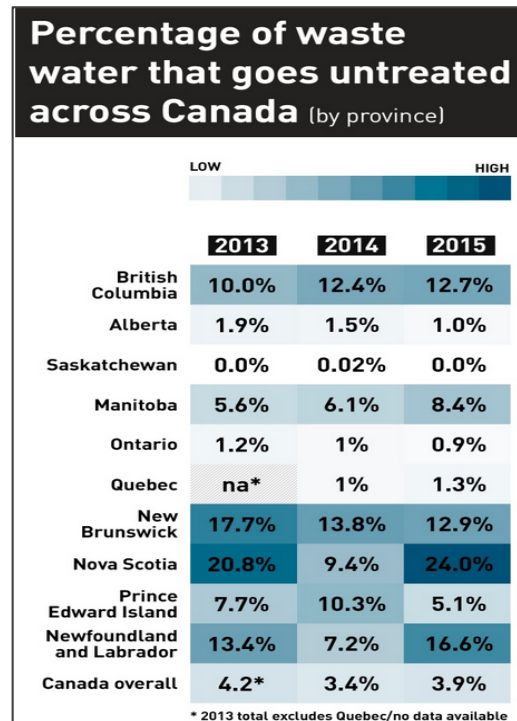 Percentage of waste
water that goes untreated
across Canada (by province)
LOW HIGH
2013 2014 2015
British
Columbia 10.0% 12.4% 12.7%
Alberta 1.9% 1.5% 1.0%
Saskatchewan 0.0% 0.02% 0.0%
Manitoba 5.6% 6.1% 8.4%
Ontario 1.2% 1% 0.9%
Quebec na* 1% 1.3%
New
Brunswick 17.7% 13.8% 12.9%
Nova Scotia 20.8% 9.4% 24.0%
Prince
Edward Island 7.7% 10.3% 5.1%
Newfoundland
and Labrador 13.4% 7.2% 16.6%
Canada overall 4.2* 3.4% 3.9%
* 2013 total excludes Quebec/no data available